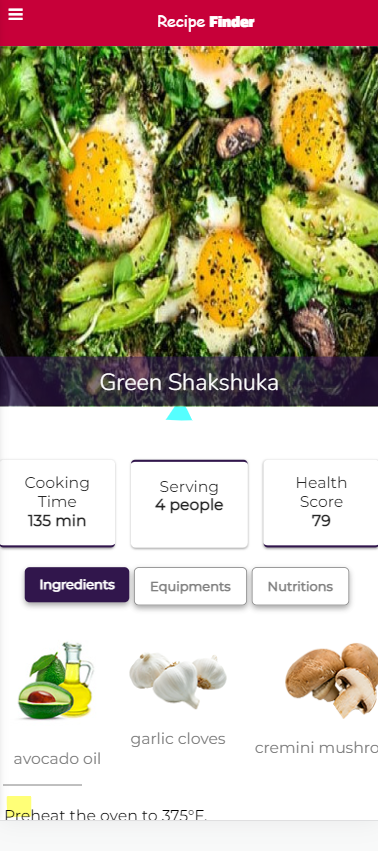 Recipe Finder
Green Shakshuka
Cooking
Time
135 min
Serving
4 people
Health
Score
79
Ingredients
Equipments
Nutritions
avocado oil
garlic cloves
cremini mushro
Preheat the oven to 375°F.